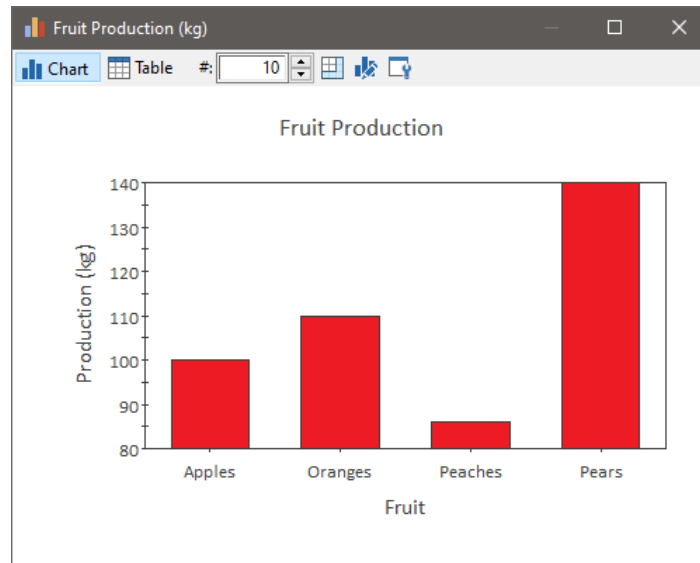 Fruit Production (kg)
Chart Table #: 10
Fruit Production
Production (kg)
140
130
120
110
100
90
80
Apples Oranges Peaches Pears
Fruit